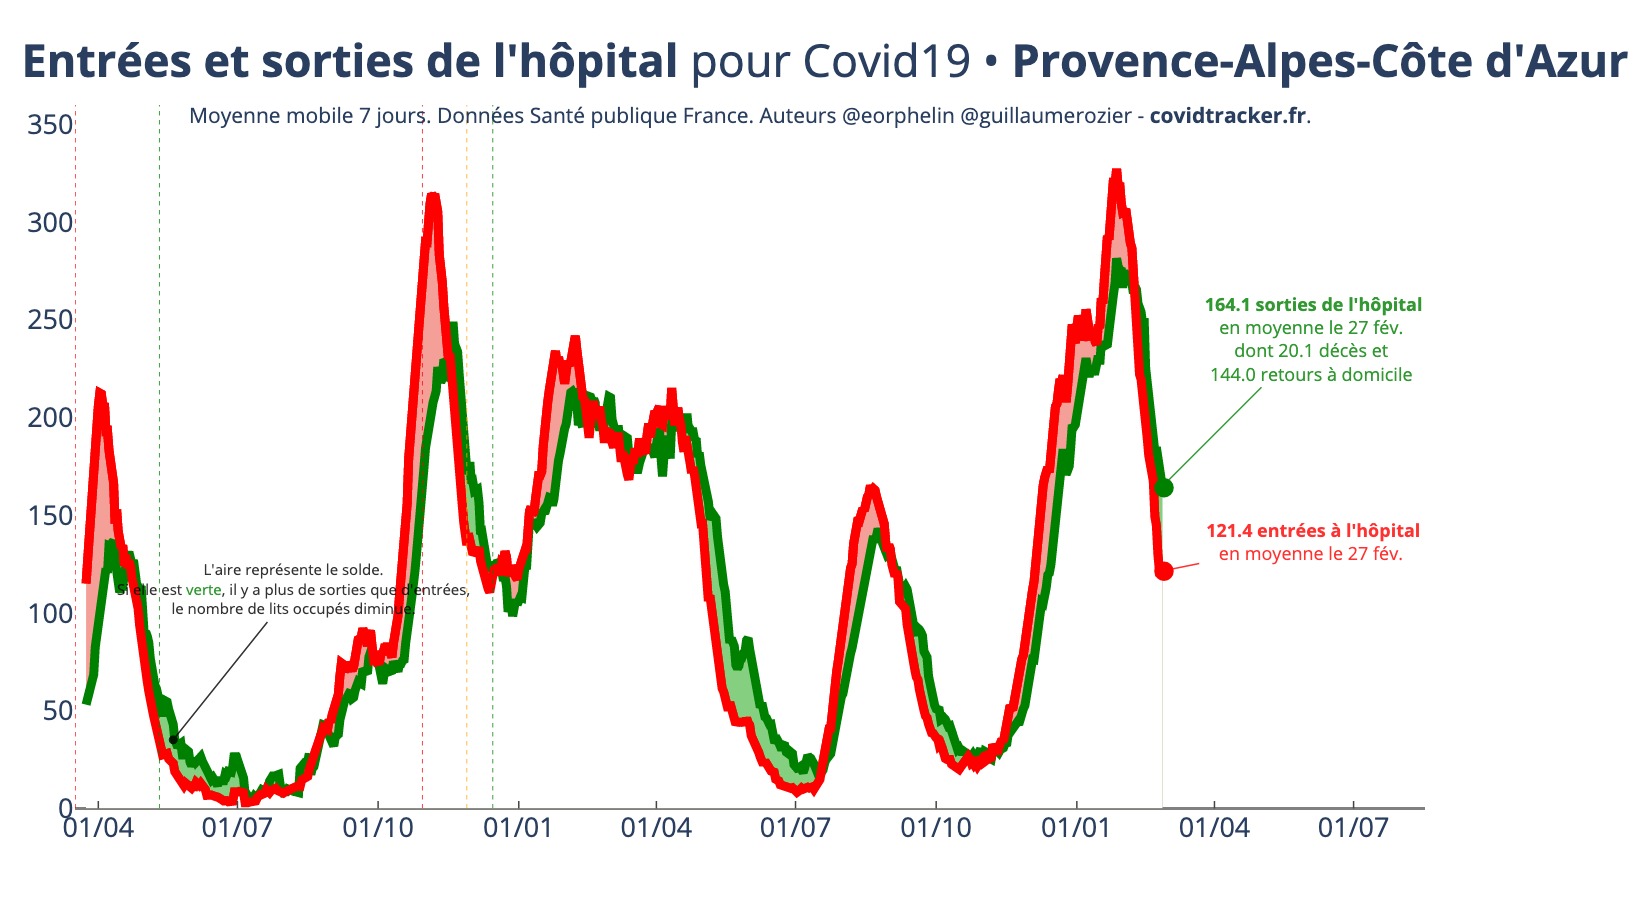 Entrées et sorties de l'hôpital pour Covid19 • Provence-Alpes-Côte d'Azur
Moyenne mobile 7 jours. Données Santé publique France. Auteurs @eorphelin @guillaumerozier - covidtracker.fr.
350
300
250
200
150
100
50
0
164.1 sorties de l'hôpital
en moyenne le 27 fév.
dont 20.1 décès et
144.0 retours à domicile
121.4 entrées à l'hôpital
en moyenne le 27 fév.
L'aire représente le solde.
Si elle est verte, il y a plus de sorties que d'entrées,
le nombre de lits occupés diminue.
01/04 01/07 01/10 01/01 01/04 01/07 01/10 01/01 01/04 01/07